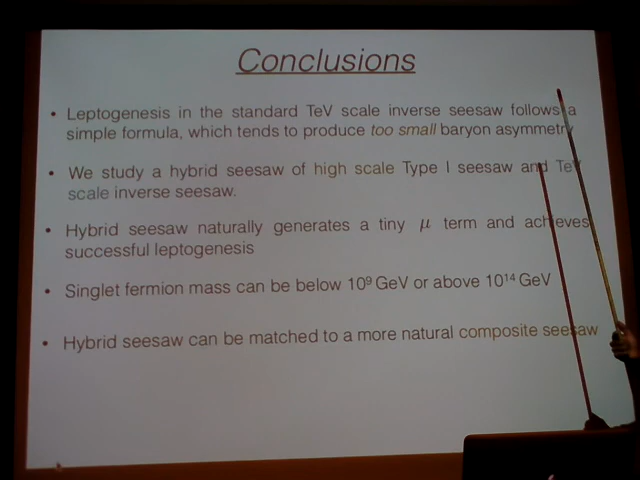 Conclusions
• Leptogenesis in the standard TeV scale inverse seesaw follows a
simple formula, which tends to produce too small baryon asymmetry
• We study a hybrid seesaw of high scale Type I seesaw and TeV
scale inverse seesaw.
• Hybrid seesaw naturally generates a tiny μ term and achieves
successful leptogenesis
• Singlet fermion mass can be below 10⁹ GeV or above 10¹⁴ GeV
• Hybrid seesaw can be matched to a more natural composite seesaw